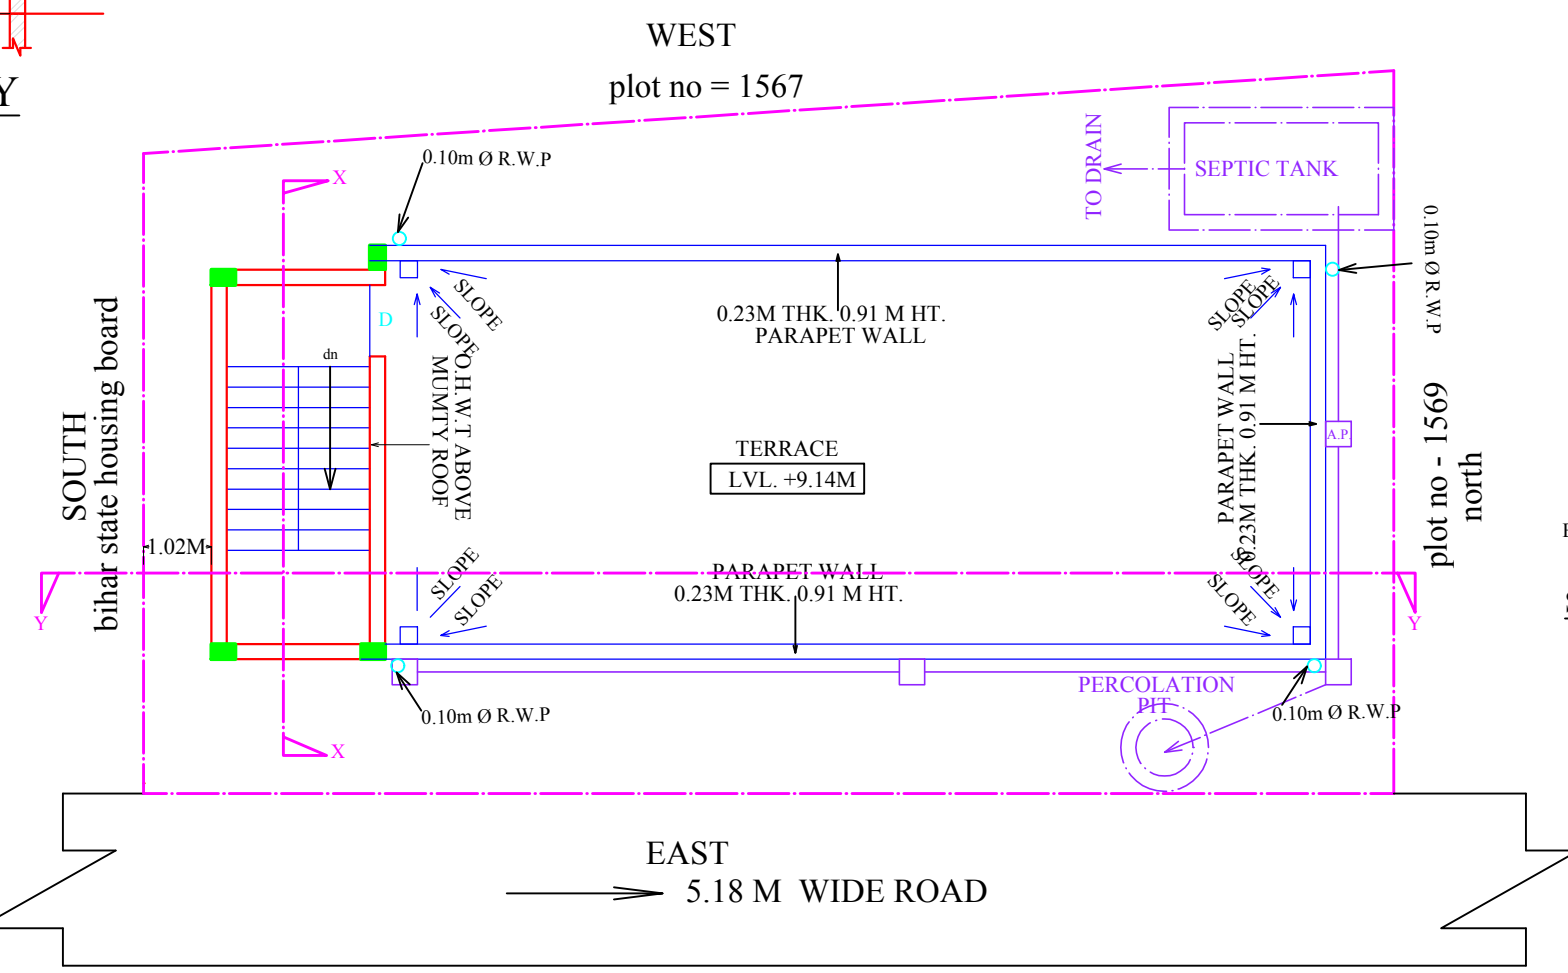 WEST
plot no = 1567
Y
X
0.10m Ø R.W.P
TO DRAIN
SEPTIC TANK
0.10m Ø R.W.P
SLOPE
SLOPE
SLOPE
SLOPE
D
dn
0.23M THK. 0.91 M HT.
PARAPET WALL
O.H.W.T ABOVE
MUMTY ROOF
PARAPET WALL
0.23M THK. 0.91 M HT.
A.P.
TERRACE
LVL. +9.14M
SOUTH
bihar state housing board
plot no - 1569
north
1.02M
PARAPET WALL
0.23M THK. 0.91 M HT.
SLOPE
SLOPE
SLOPE
SLOPE
Y
Y
PERCOLATION
PIT
0.10m Ø R.W.P
0.10m Ø R.W.P
X
EAST
5.18 M WIDE ROAD